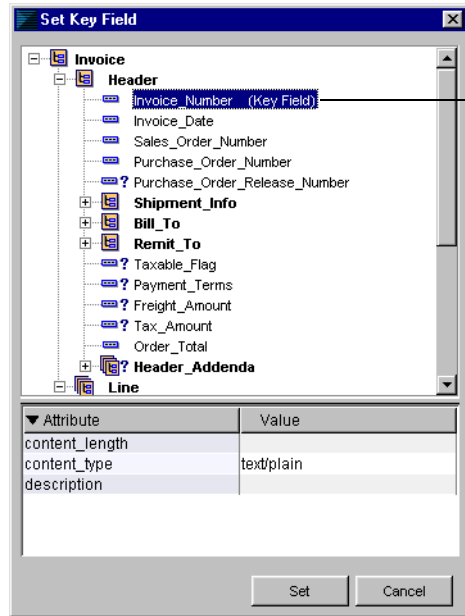 Set Key Field
Invoice
Header
Invoice_Number (Key Field)
Invoice_Date
Sales_Order_Number
Purchase_Order_Number
? Purchase_Order_Release_Number
Shipment_Info
Bill_To
Remit_To
? Taxable_Flag
? Payment_Terms
? Freight_Amount
? Tax_Amount
Order_Total
? Header_Addenda
Line
Attribute Value
content_length
content_type text/plain
description
Set Cancel